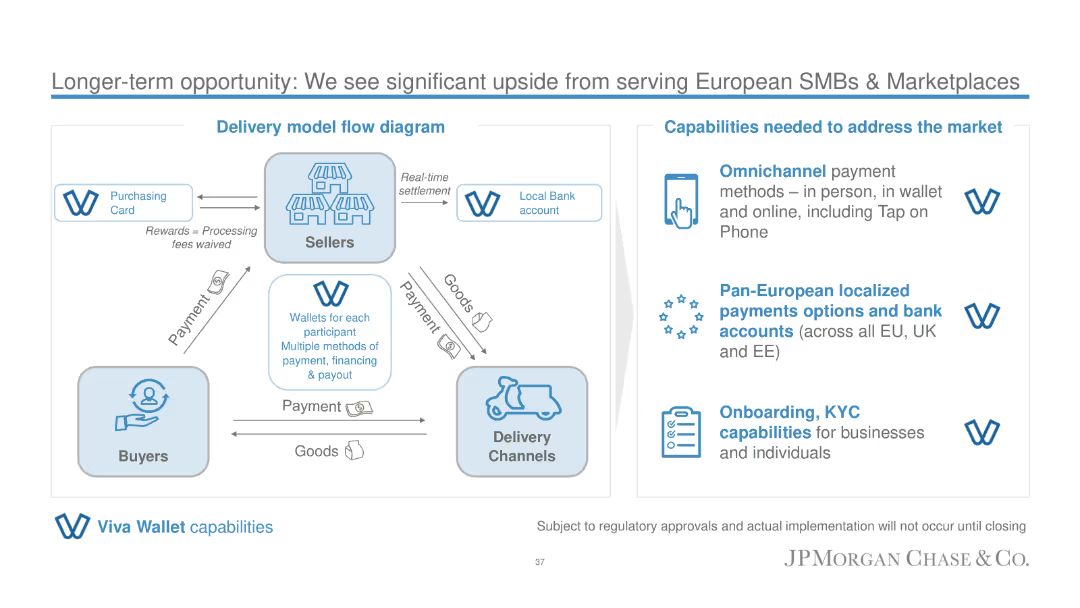 Longer-term opportunity: We see significant upside from serving European SMBs & Marketplaces
Delivery model flow diagram
Purchasing
Card
Rewards = Processing
fees waived
Sellers
Real-time
settlement
Local Bank
account
Payment
Wallets for each
participant
Multiple methods of
payment, financing
& payout
Goods
Payment
Buyers
Payment
Goods
Delivery
Channels
Capabilities needed to address the market
Omnichannel payment
methods – in person, in wallet
and online, including Tap on
Phone
Pan-European localized
payments options and bank
accounts (across all EU, UK
and EE)
Onboarding, KYC
capabilities for businesses
and individuals
Viva Wallet capabilities
Subject to regulatory approvals and actual implementation will not occur until closing
37
JPMORGAN CHASE & CO.